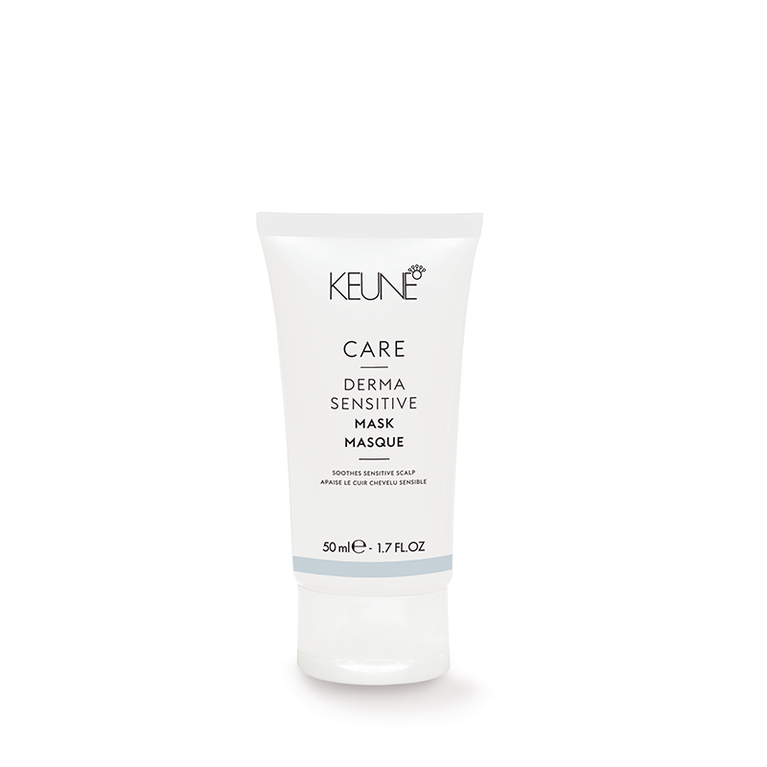 KEUNE
CARE
DERMA
SENSITIVE
MASK
MASQUE
SOOTHES SENSITIVE SCALP
APAISE LE CUIR CHEVELU SENSIBLE
50 ml℮ - 1.7 FL.OZ